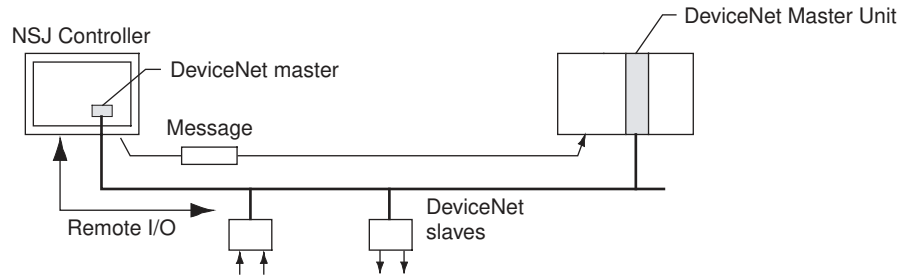 DeviceNet Master Unit
NSJ Controller
DeviceNet master
Message
DeviceNet
slaves
Remote I/O